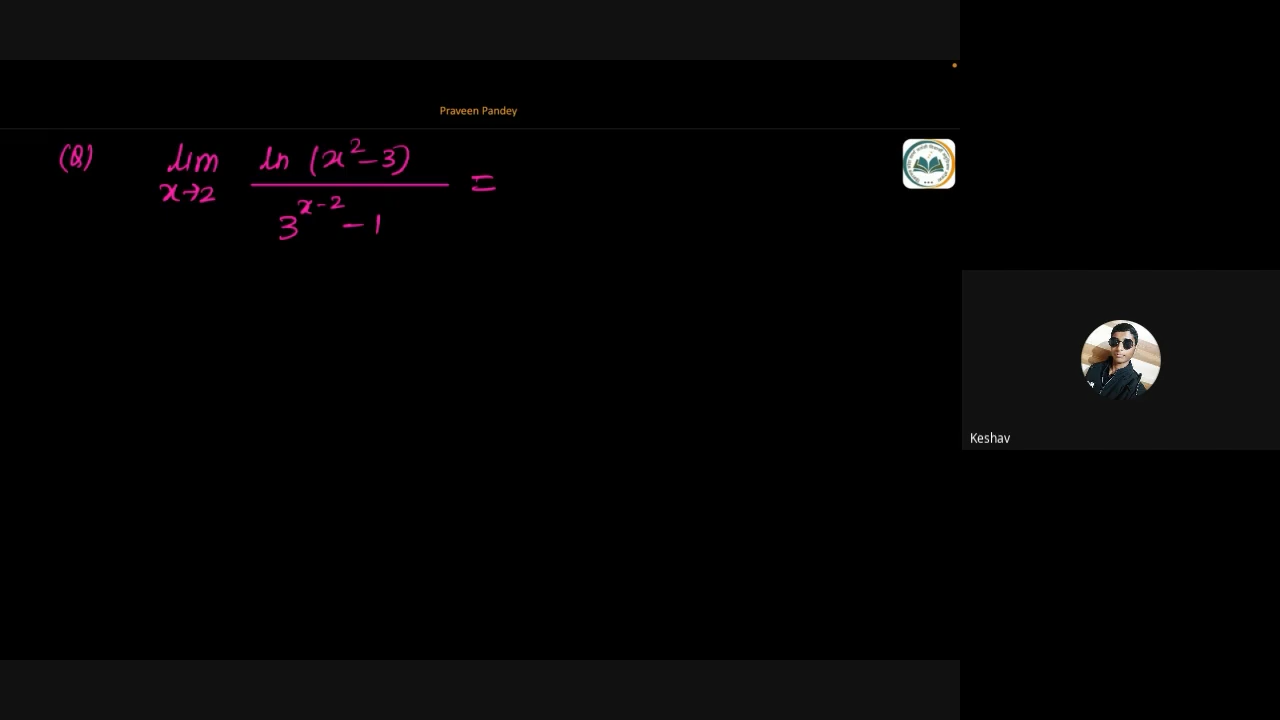 Praveen Pandey
(Q) lim ln (x²-3)
x→2 3^(x-2) - 1 =
Keshav